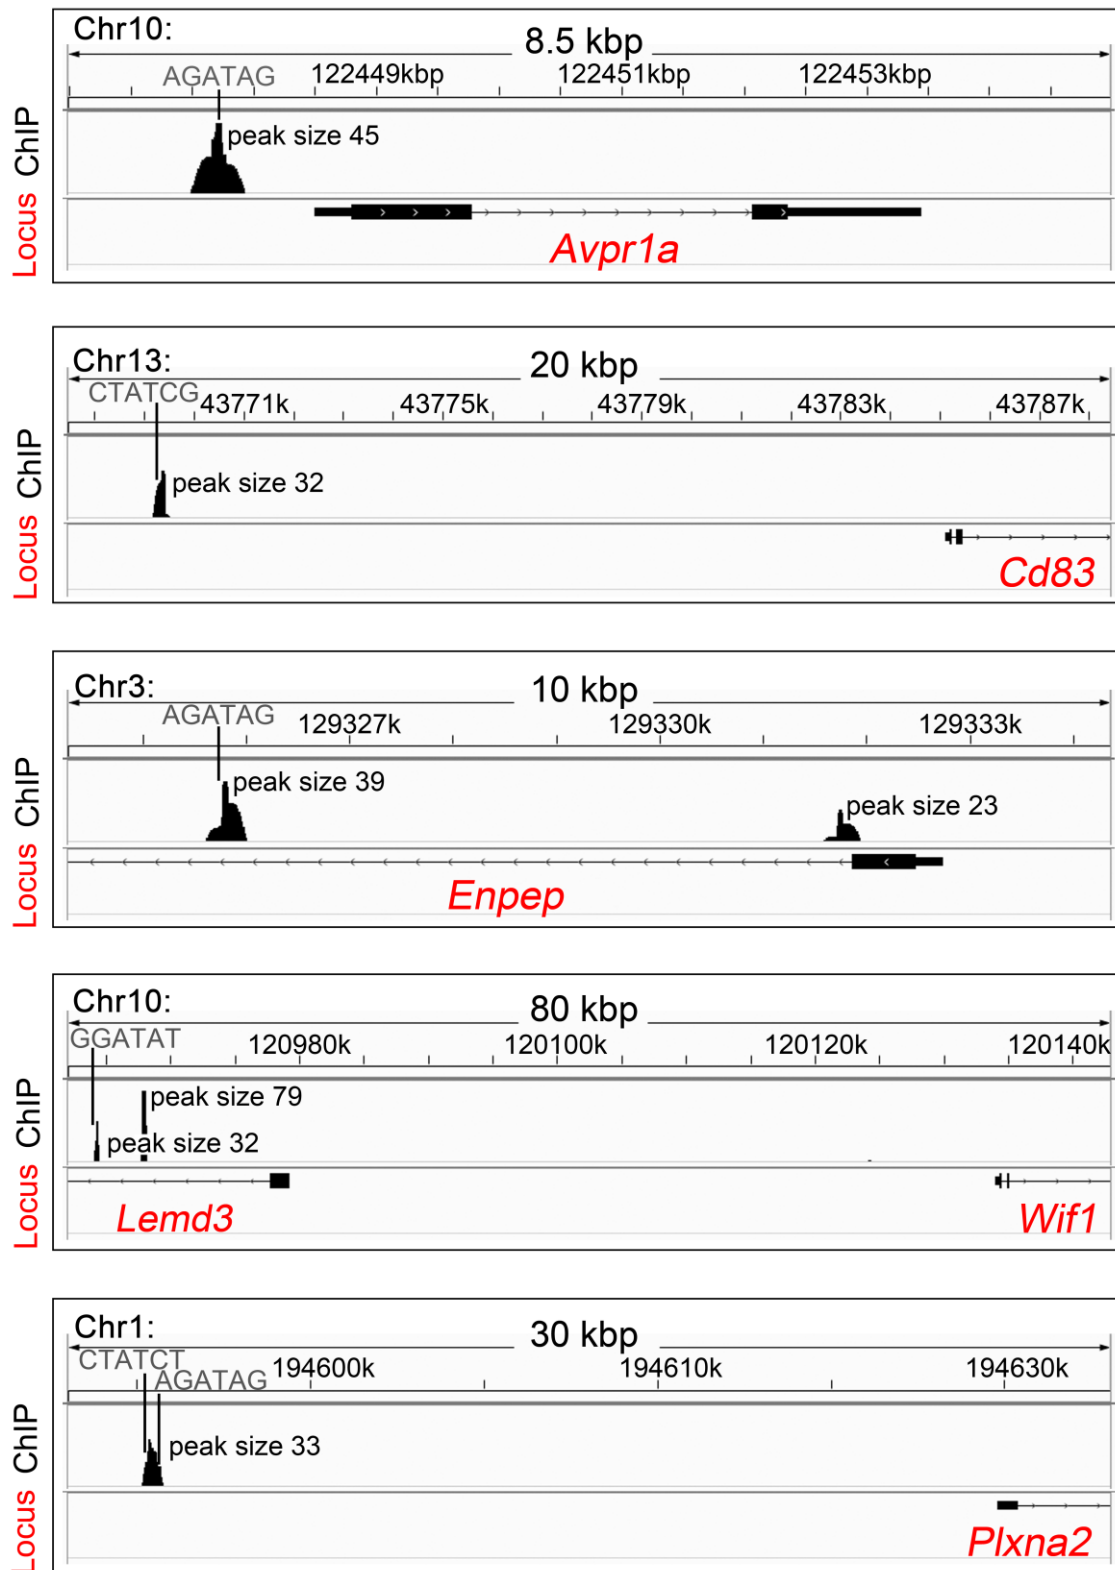 Chr10:
8.5 kbp
AGATAG
122449kbp 122451kbp 122453kbp
ChIP
peak size 45
Locus
Avpr1a
Chr13:
20 kbp
CTATCG
43771k 43775k 43779k 43783k 43787k
ChIP
peak size 32
Locus
Cd83
Chr3:
10 kbp
AGATAG
129327k 129330k 129333k
ChIP
peak size 39
peak size 23
Locus
Enpep
Chr10:
80 kbp
GGATAT
120980k 120100k 120120k 120140k
ChIP
peak size 79
peak size 32
Locus
Lemd3 Wif1
Chr1:
30 kbp
CTATCT
AGATAG
194600k 194610k 194630k
ChIP
peak size 33
Locus
Plxna2